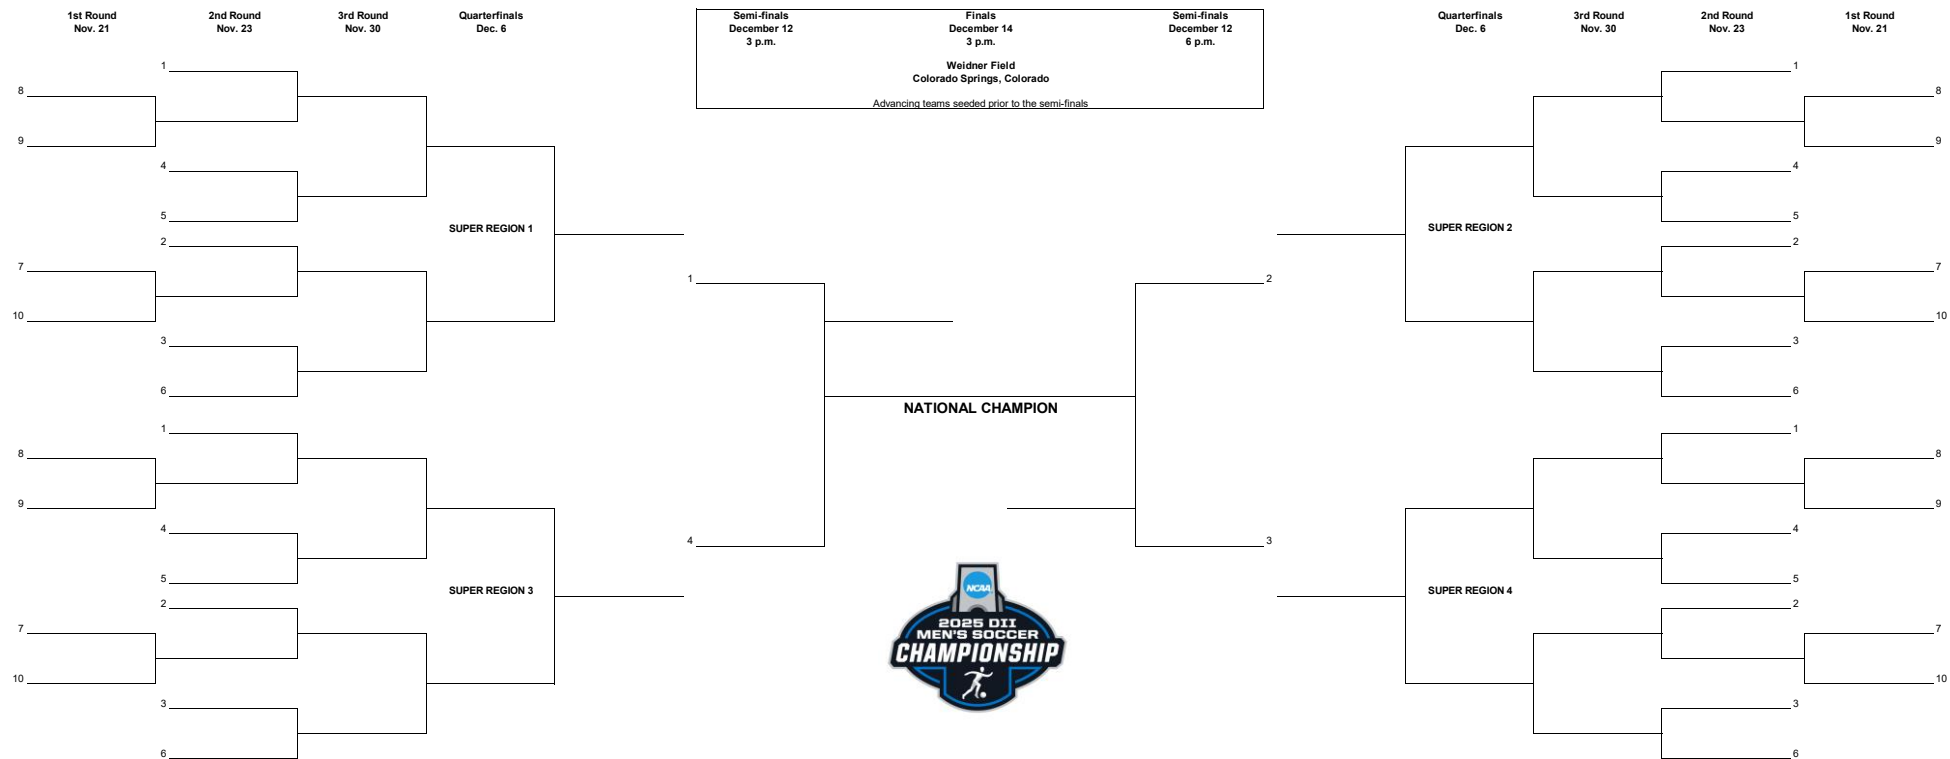 1st Round
Nov. 21
2nd Round
Nov. 23
3rd Round
Nov. 30
Quarterfinals
Dec. 6
Semi-finals
December 12
3 p.m.
Finals
December 14
3 p.m.
Semi-finals
December 12
6 p.m.
Weidner Field
Colorado Springs, Colorado
Advancing teams seeded prior to the semi-finals
Quarterfinals
Dec. 6
3rd Round
Nov. 30
2nd Round
Nov. 23
1st Round
Nov. 21
1
8
9
4
5
SUPER REGION 1
2
7
10
3
6
1
8
9
4
5
SUPER REGION 3
2
7
10
3
6
1
4
2
3
NATIONAL CHAMPION
NCAA
2025 DII
MEN'S SOCCER
CHAMPIONSHIP
1
8
9
4
5
SUPER REGION 2
2
7
10
3
6
1
8
9
4
5
SUPER REGION 4
2
7
10
3
6